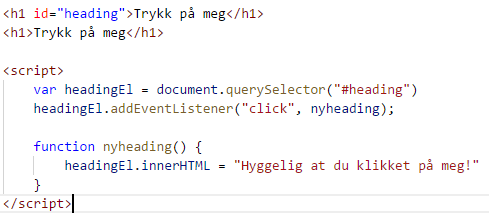 <h1 id="heading">Trykk på meg</h1>
<h1>Trykk på meg</h1>
<script>
var headingEl = document.querySelector("#heading")
headingEl.addEventListener("click", nyheading);
function nyheading() {
headingEl.innerHTML = "Hyggelig at du klikket på meg!"
}
</script>